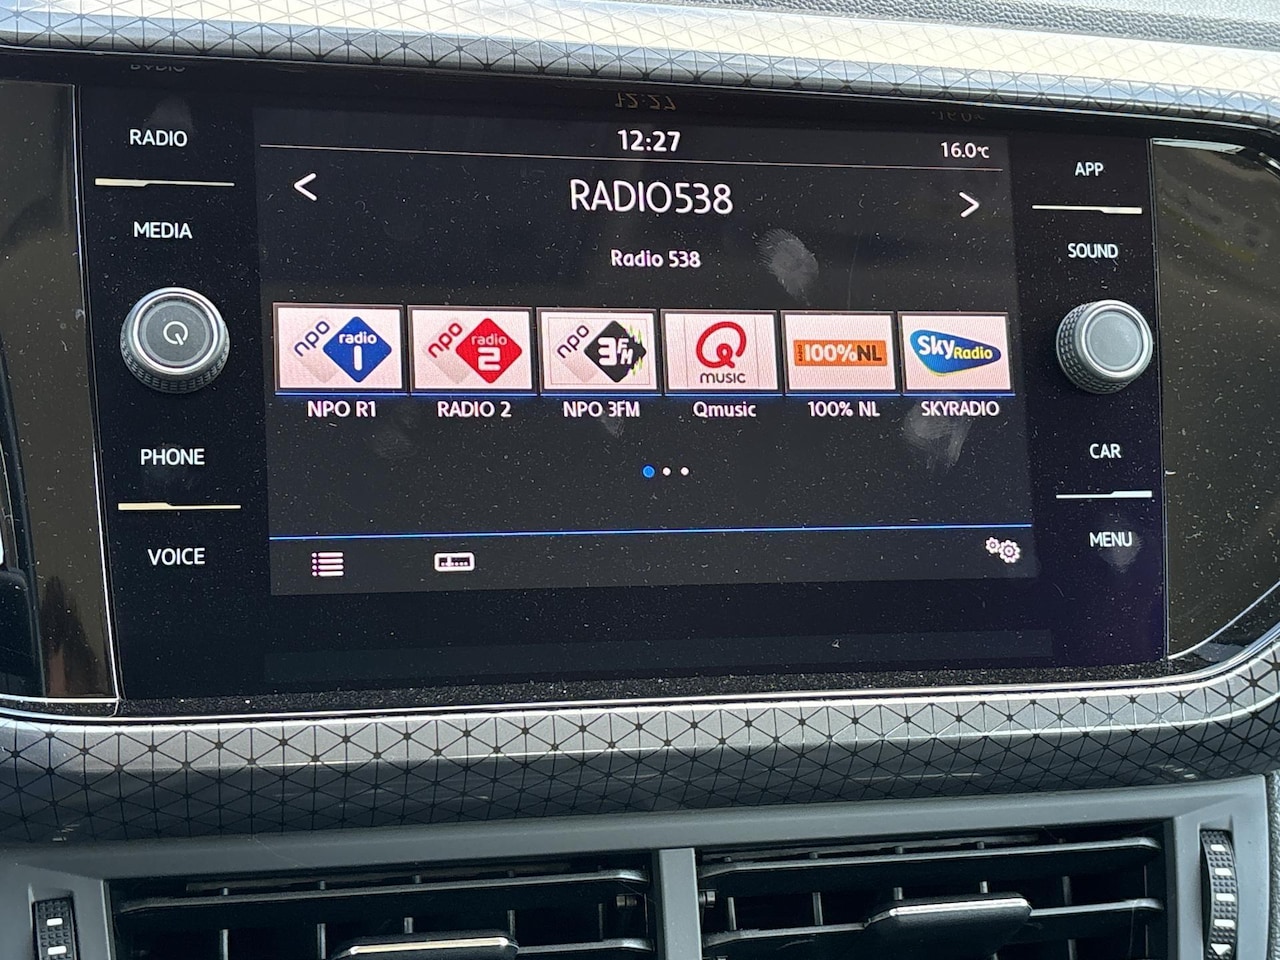 12:27
16.0°C
RADIO
MEDIA
PHONE
VOICE
APP
SOUND
CAR
MENU
<
RADIO538
>
Radio 538
npo radio 1
npo radio 2
npo 3FM
Q music
100%NL
Sky Radio
NPO R1
RADIO 2
NPO 3FM
Qmusic
100% NL
SKYRADIO